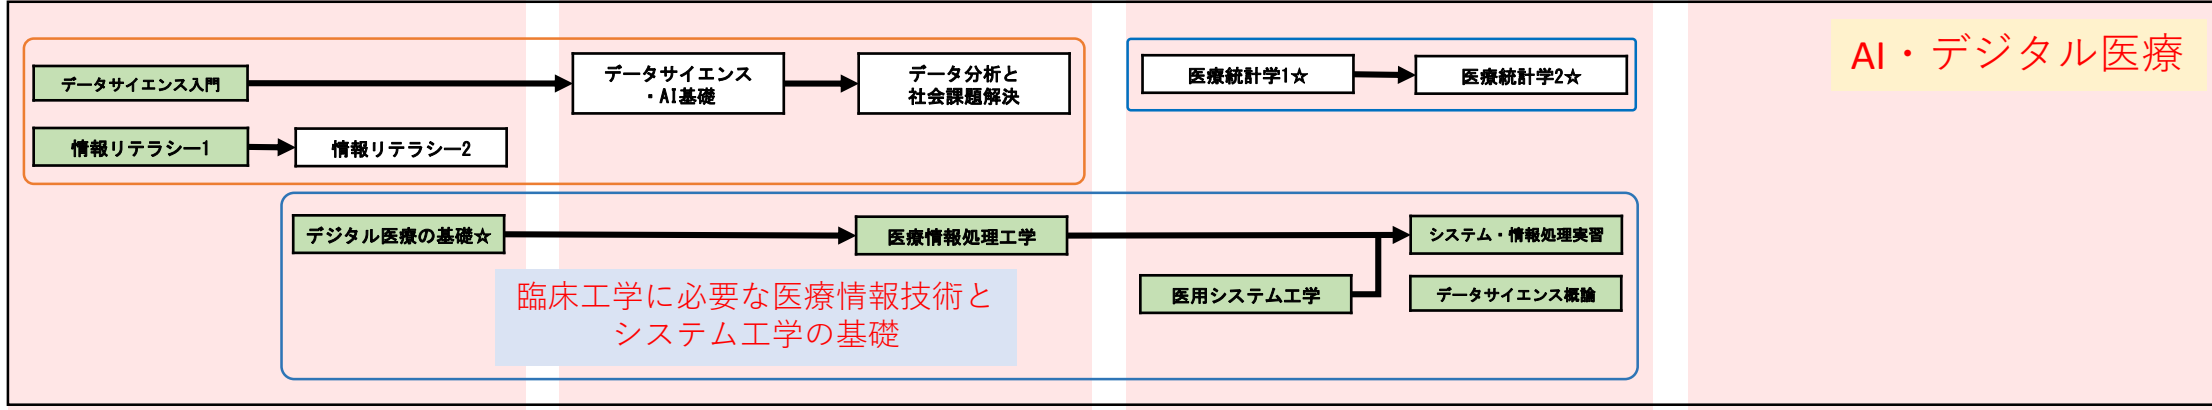 AI・デジタル医療
データサイエンス入門
データサイエンス
・AI基礎
データ分析と
社会課題解決
医療統計学1☆
医療統計学2☆
情報リテラシー1
情報リテラシー2
デジタル医療の基礎☆
医療情報処理工学
システム・情報処理実習
臨床工学に必要な医療情報技術と
システム工学の基礎
医用システム工学
データサイエンス概論